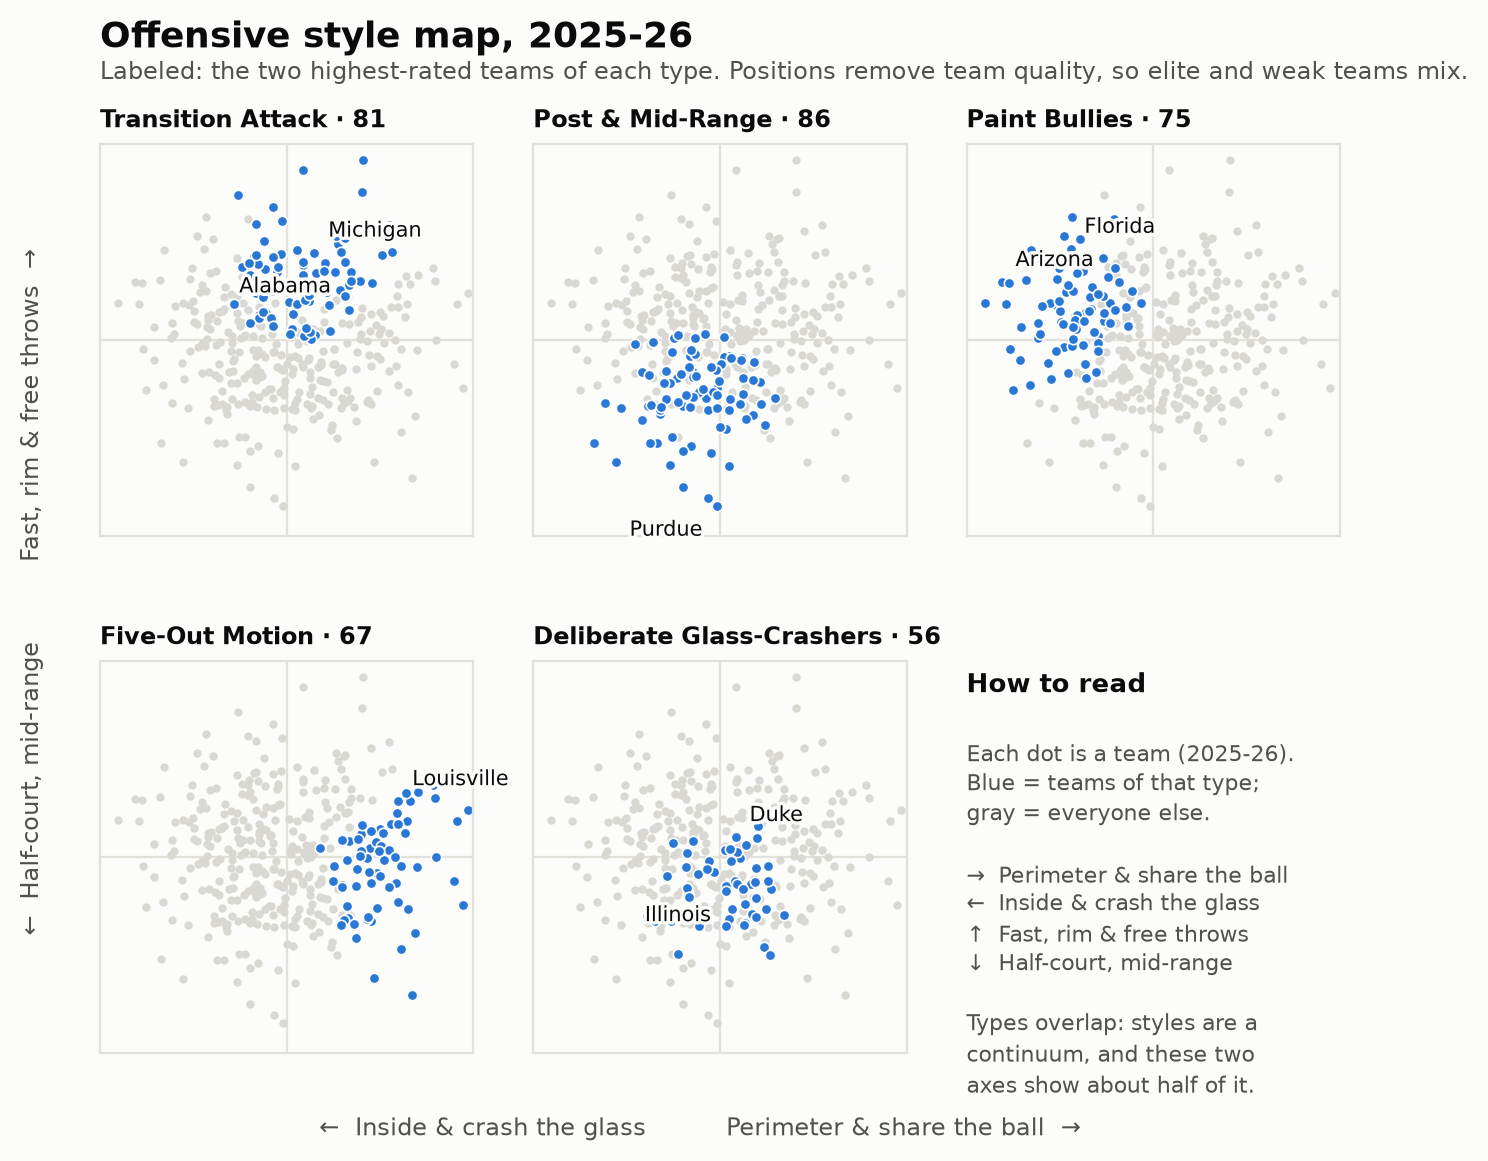 Offensive style map, 2025-26
Labeled: the two highest-rated teams of each type. Positions remove team quality, so elite and weak teams mix.
Transition Attack · 81
Post & Mid-Range · 86
Paint Bullies · 75
Michigan
Alabama
Purdue
Florida
Arizona
Fast, rim & free throws →
← Half-court, mid-range
Five-Out Motion · 67
Deliberate Glass-Crashers · 56
Louisville
Duke
Illinois
How to read
Each dot is a team (2025-26).
Blue = teams of that type;
gray = everyone else.
→ Perimeter & share the ball
← Inside & crash the glass
↑ Fast, rim & free throws
↓ Half-court, mid-range
Types overlap: styles are a
continuum, and these two
axes show about half of it.
← Inside & crash the glass
Perimeter & share the ball →